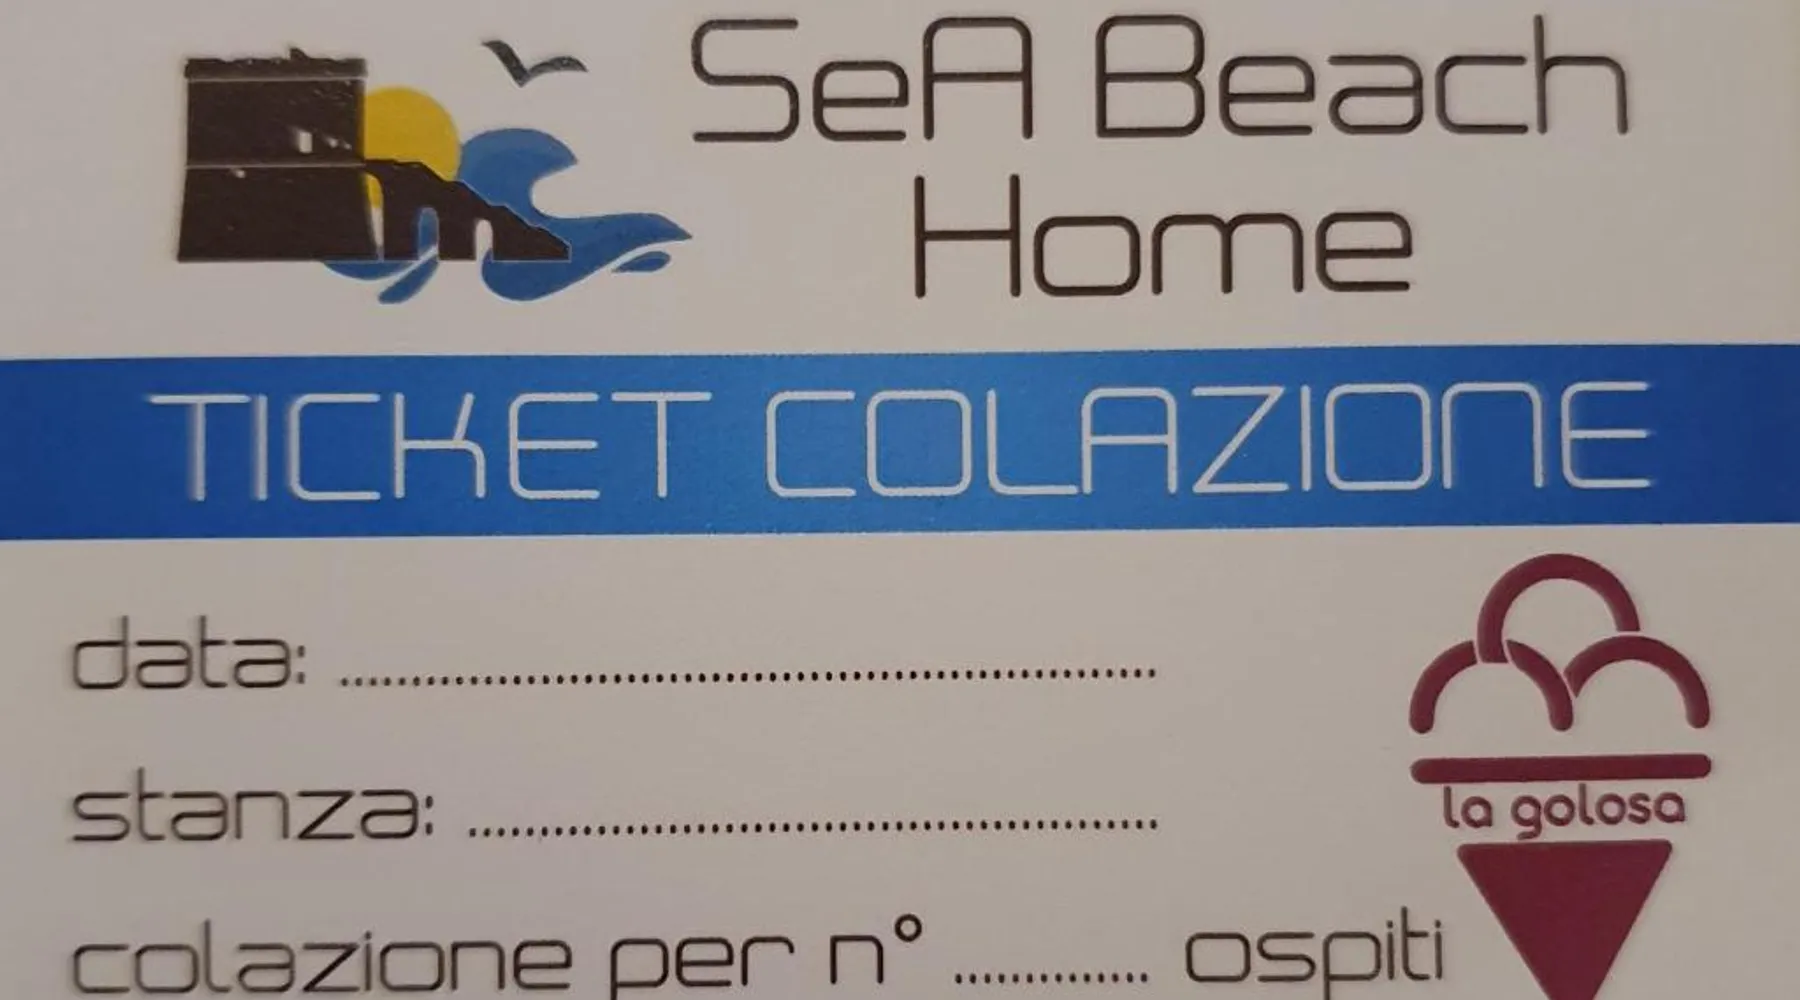 SeA Beach
Home
TICKET COLAZIONE
data: ........................................................
stanza: ................................................
la golosa
colazione per n° ............. ospiti